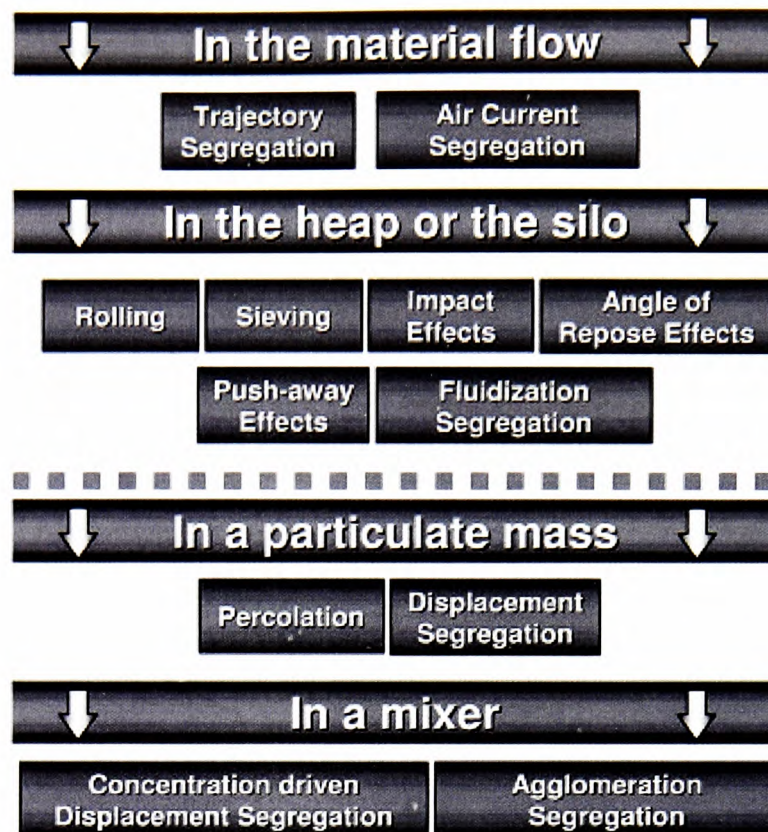 In the material flow
Trajectory
Segregation
Air Current
Segregation
In the heap or the silo
Rolling
Sieving
Impact
Effects
Angle of
Repose Effects
Push-away
Effects
Fluidization
Segregation
In a particulate mass
Percolation
Displacement
Segregation
In a mixer
Concentration driven
Displacement Segregation
Agglomeration
Segregation